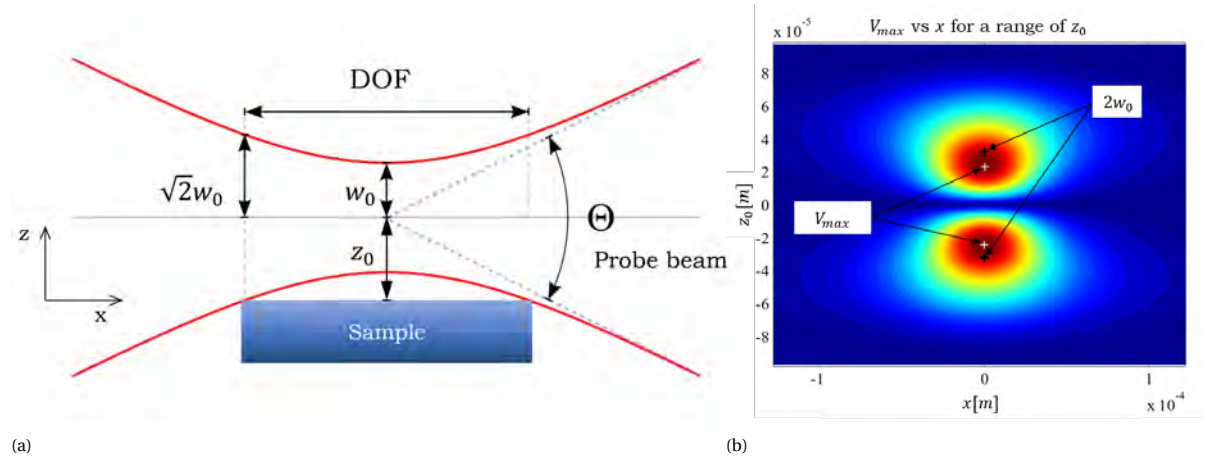 DOF
√2w₀
w₀
z₀
Θ
Probe beam
z
x
Sample
(a)
V_max vs x for a range of z₀
x 10⁻⁵
8
6
4
2
0
-2
-4
-6
-8
z₀[m]
2w₀
V_max
-1
0
1
x 10⁻⁴
x[m]
(b)